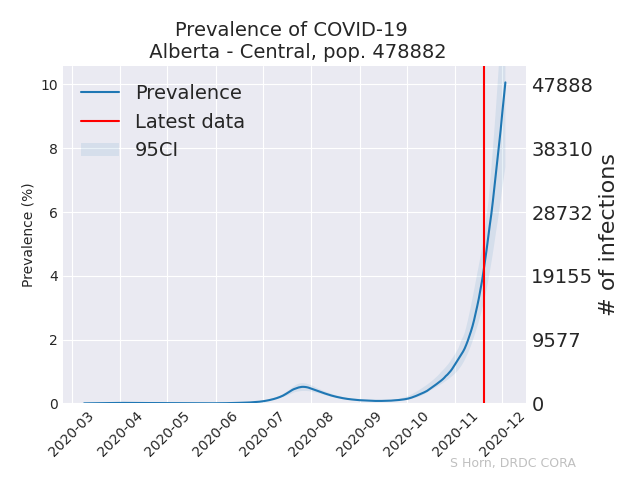 Prevalence of COVID-19
Alberta - Central, pop. 478882
Prevalence
Latest data
95CI
Prevalence (%)
10
8
6
4
2
0
47888
38310
28732
19155
9577
0
# of infections
2020-03
2020-04
2020-05
2020-06
2020-07
2020-08
2020-09
2020-10
2020-11
2020-12
S Horn, DRDC CORA